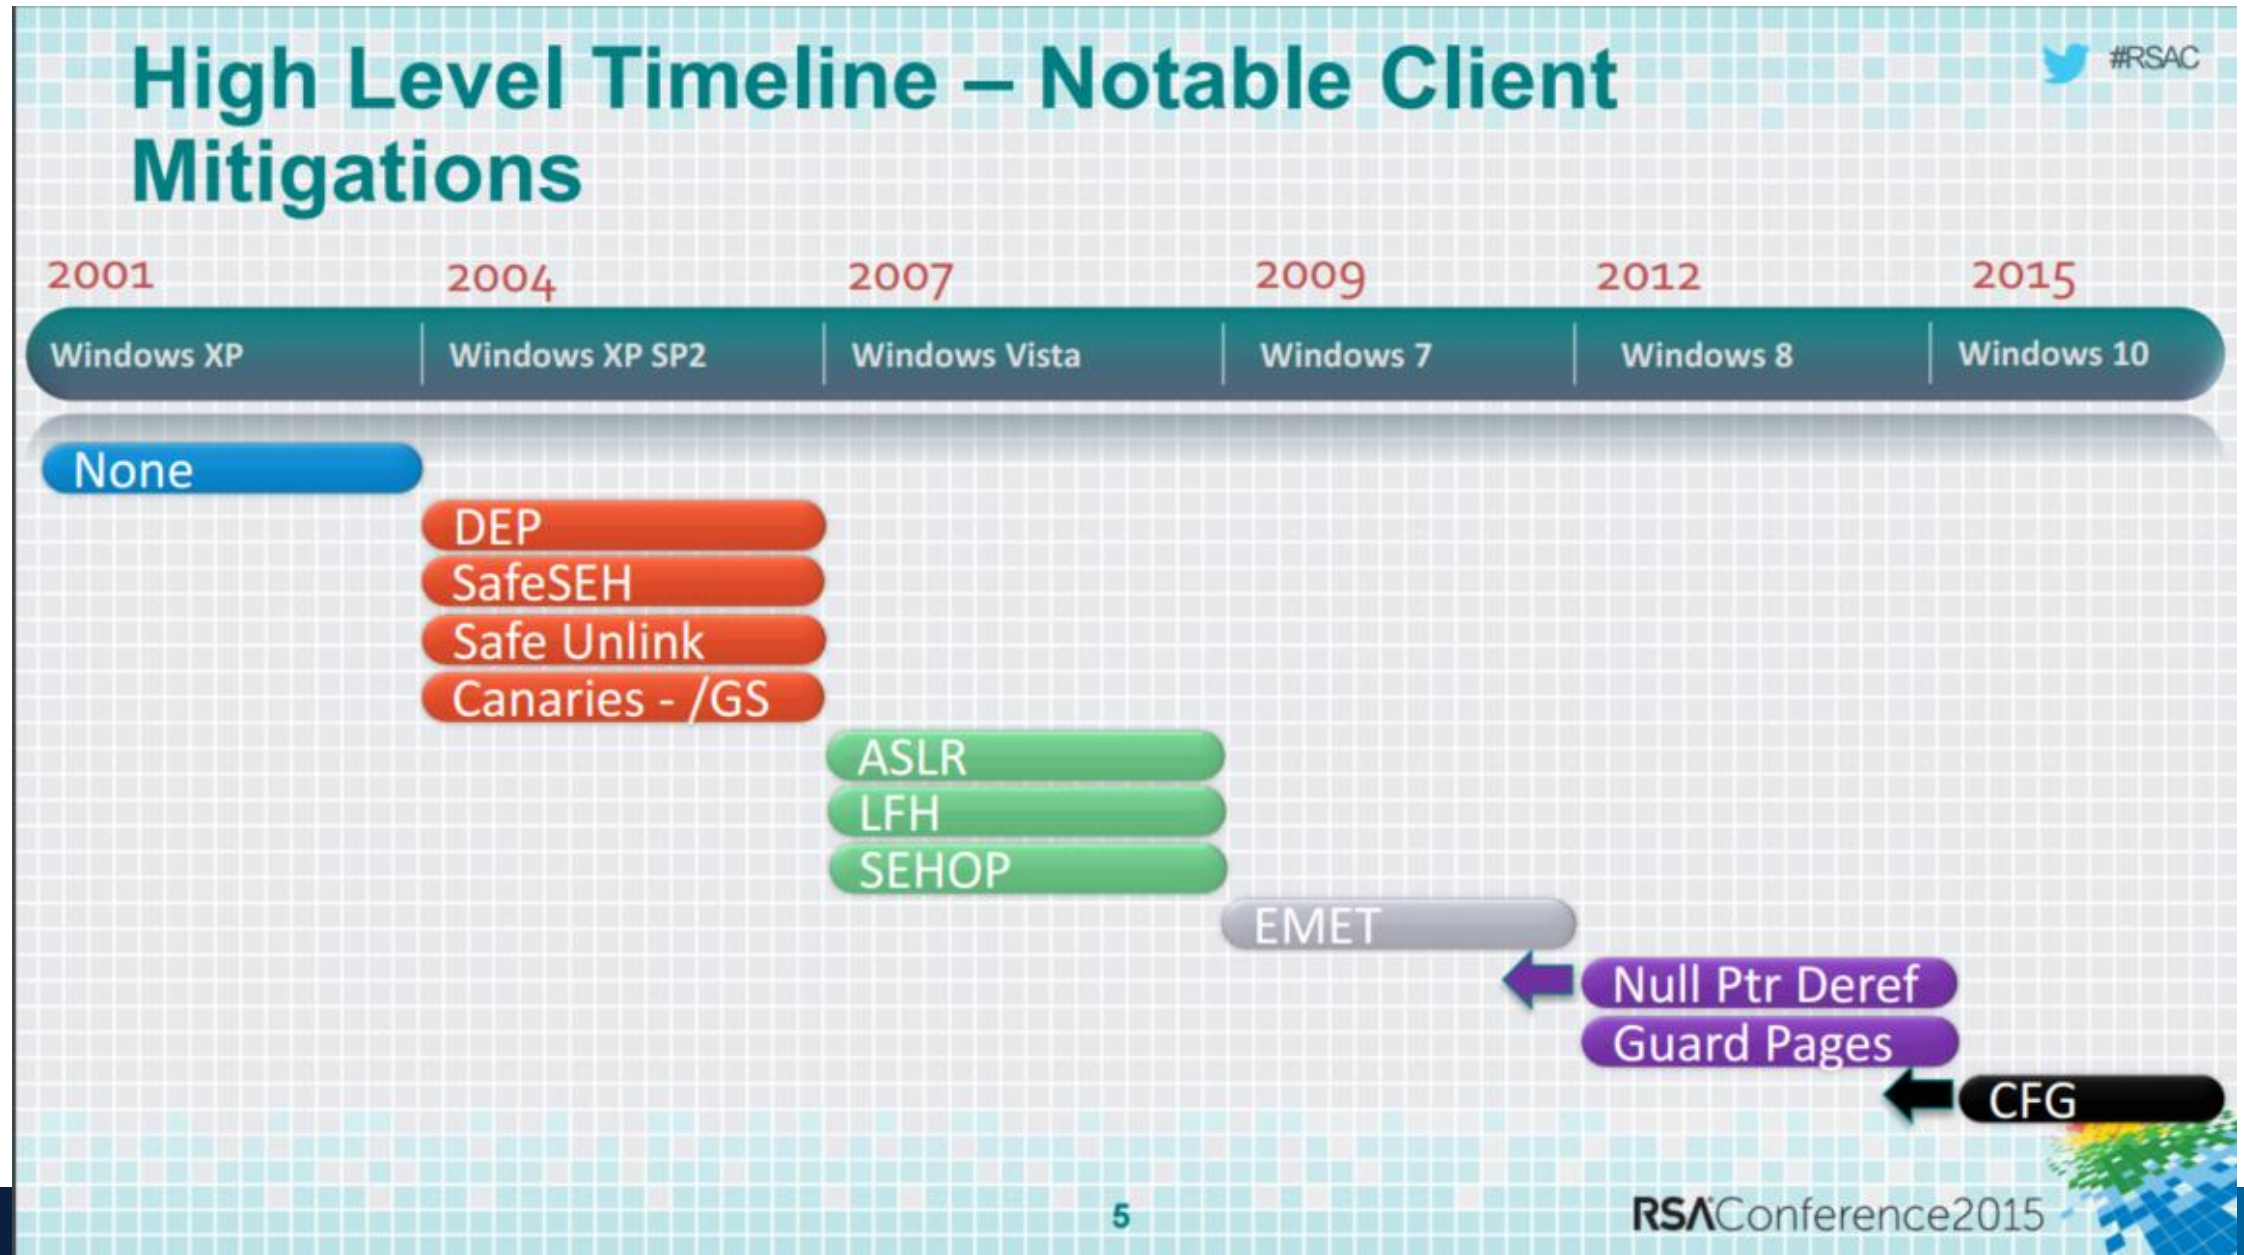 High Level Timeline – Notable Client
Mitigations
#RSAC
2001 2004 2007 2009 2012 2015
Windows XP Windows XP SP2 Windows Vista Windows 7 Windows 8 Windows 10
None
DEP
SafeSEH
Safe Unlink
Canaries - /GS
ASLR
LFH
SEHOP
EMET
Null Ptr Deref
Guard Pages
CFG
5
RSAConference2015